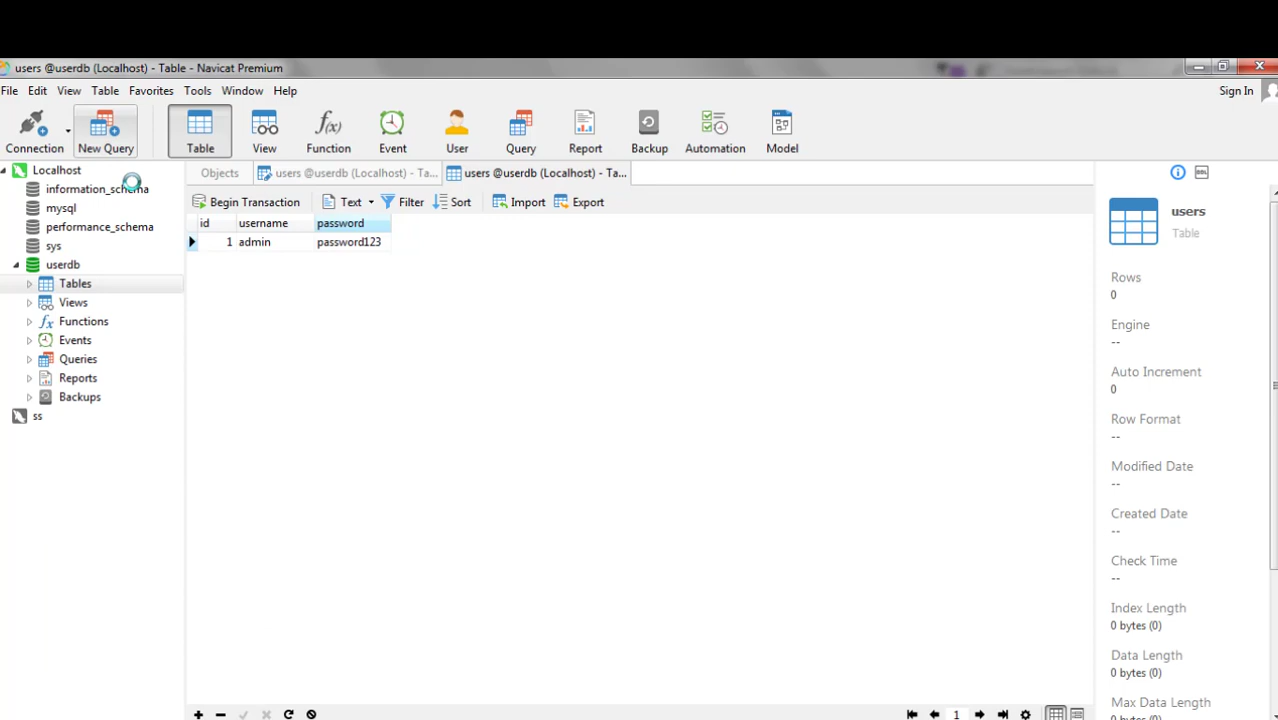 users @userdb (Localhost) - Table - Navicat Premium
File Edit View Table Favorites Tools Window Help
Sign In
Connection New Query Table View Function Event User Query Report Backup Automation Model
Localhost
information_schema
mysql
performance_schema
sys
userdb
Tables
Views
Functions
Events
Queries
Reports
Backups
ss
Objects users @userdb (Localhost) - Ta... users @userdb (Localhost) - Ta...
Begin Transaction Text Filter Sort Import Export
id username password
1 admin password123
1
users
Table
Rows
0
Engine
--
Auto Increment
0
Row Format
--
Modified Date
--
Created Date
--
Check Time
--
Index Length
0 bytes (0)
Data Length
0 bytes (0)
Max Data Length